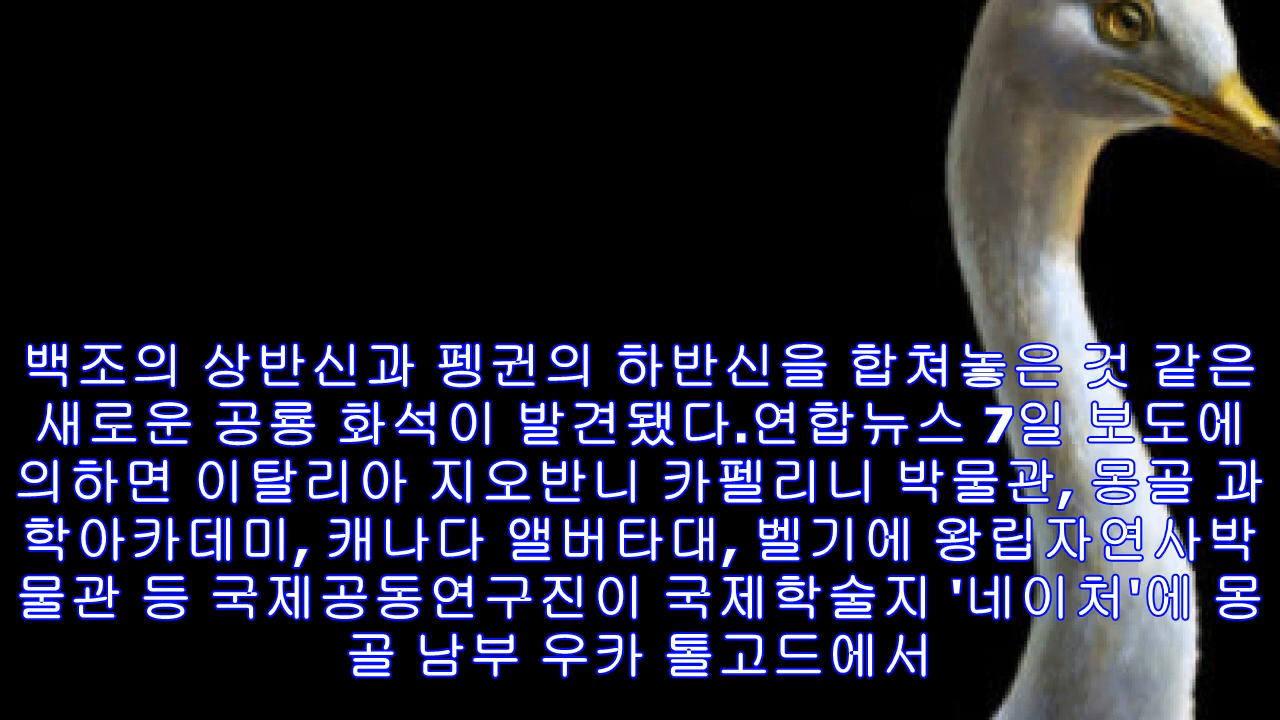 백조의 상반신과 펭귄의 하반신을 합쳐놓은 것 같은
새로운 공룡 화석이 발견됐다.연합뉴스 7일 보도에
의하면 이탈리아 지오반니 카펠리니 박물관, 몽골 과
학아카데미, 캐나다 앨버타대, 벨기에 왕립자연사박
물관 등 국제공동연구진이 국제학술지 '네이처'에 몽
골 남부 우카 톨고드에서